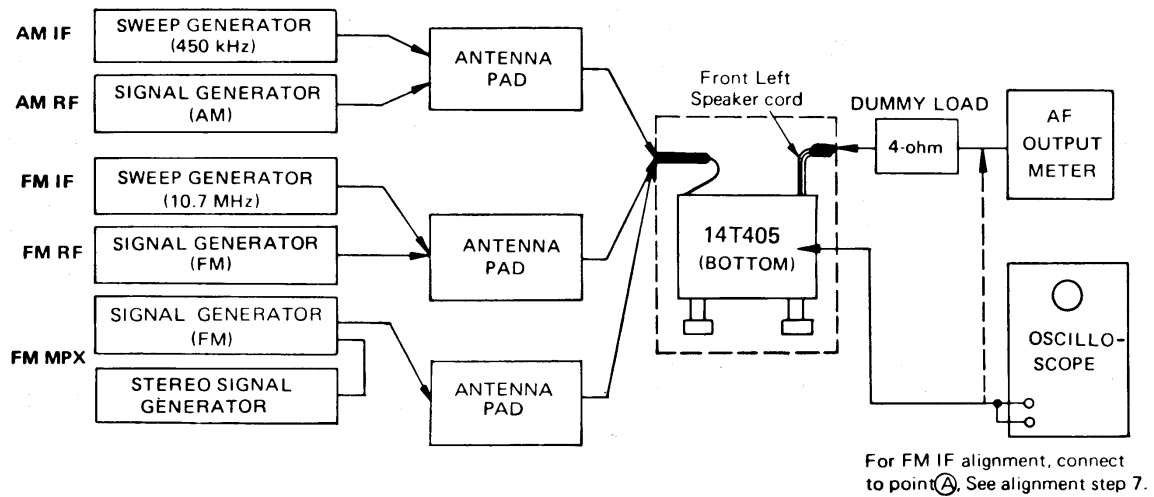 AM IF
SWEEP GENERATOR
(450 kHz)
AM RF
SIGNAL GENERATOR
(AM)
ANTENNA
PAD
FM IF
SWEEP GENERATOR
(10.7 MHz)
FM RF
SIGNAL GENERATOR
(FM)
ANTENNA
PAD
FM MPX
SIGNAL GENERATOR
(FM)
STEREO SIGNAL
GENERATOR
ANTENNA
PAD
Front Left
Speaker cord
14T405
(BOTTOM)
DUMMY LOAD
4-ohm
AF
OUTPUT
METER
OSCILLO-
SCOPE
For FM IF alignment, connect
to point Ⓐ, See alignment step 7.